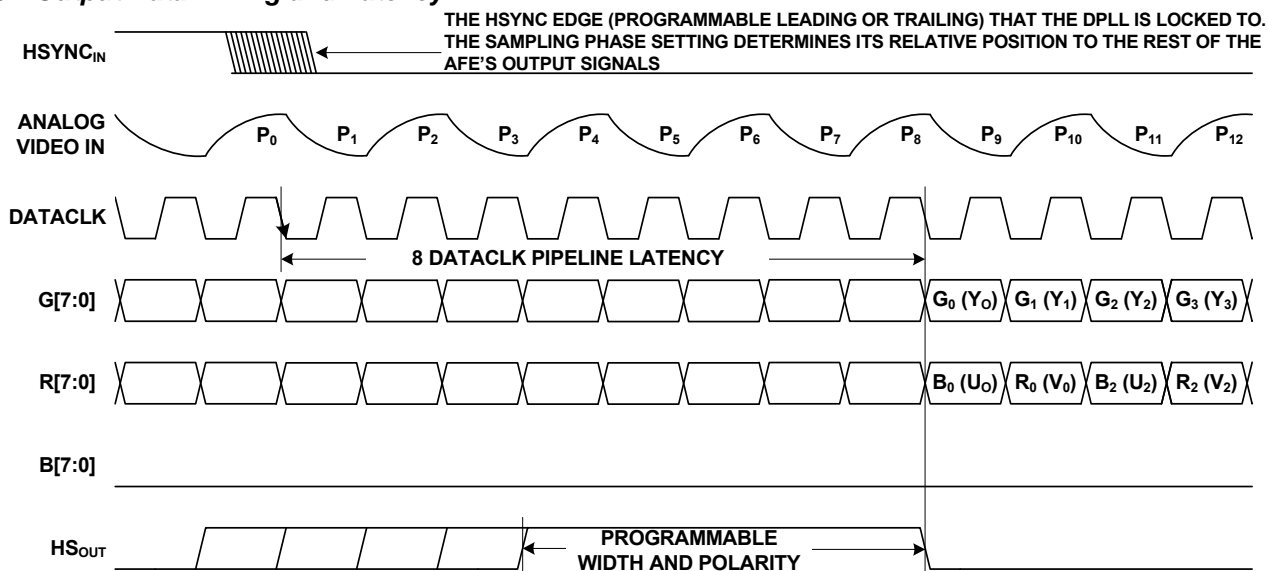 THE HSYNC EDGE (PROGRAMMABLE LEADING OR TRAILING) THAT THE DPLL IS LOCKED TO.
THE SAMPLING PHASE SETTING DETERMINES ITS RELATIVE POSITION TO THE REST OF THE
AFE'S OUTPUT SIGNALS
HSYNCIN
ANALOG
VIDEO IN
P0 P1 P2 P3 P4 P5 P6 P7 P8 P9 P10 P11 P12
DATACLK
8 DATACLK PIPELINE LATENCY
G[7:0]
G0 (YO) G1 (Y1) G2 (Y2) G3 (Y3)
R[7:0]
B0 (UO) R0 (V0) B2 (U2) R2 (V2)
B[7:0]
HSOUT
PROGRAMMABLE
WIDTH AND POLARITY